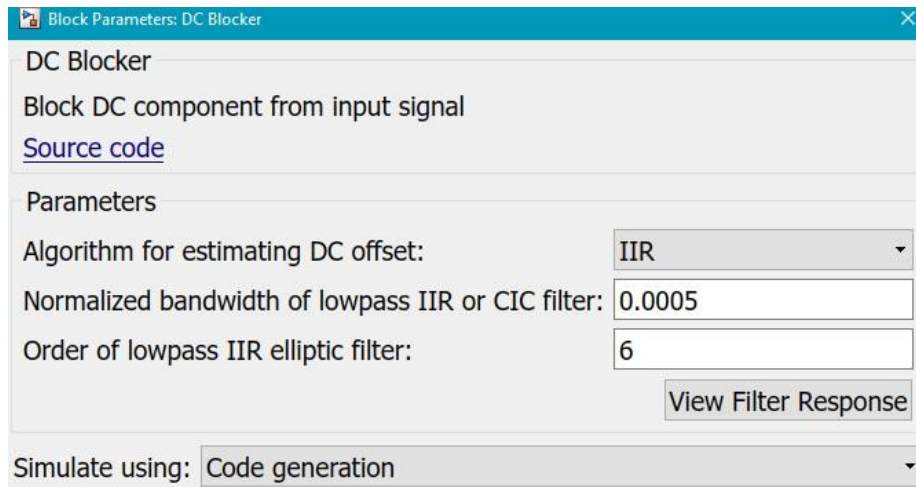 Block Parameters: DC Blocker
DC Blocker
Block DC component from input signal
Source code
Parameters
Algorithm for estimating DC offset: IIR
Normalized bandwidth of lowpass IIR or CIC filter: 0.0005
Order of lowpass IIR elliptic filter: 6
View Filter Response
Simulate using: Code generation